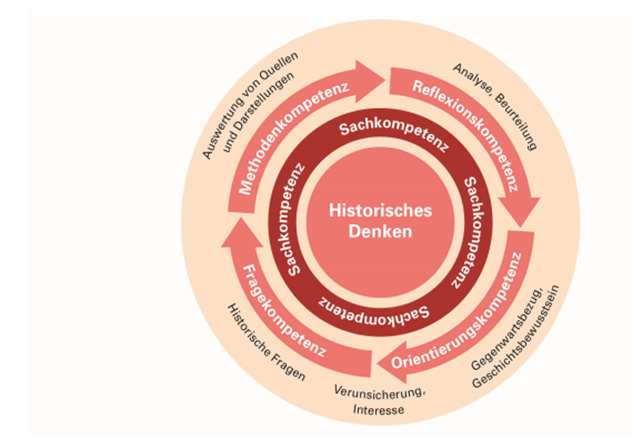 Historisches
Denken
Sachkompetenz
Sachkompetenz
Sachkompetenz
Sachkompetenz
Methodenkompetenz
Auswertung von Quellen
und Darstellungen
Reflexionskompetenz
Analyse, Beurteilung
Orientierungskompetenz
Gegenwartsbezug,
Geschichtsbewusstsein
Verunsicherung,
Interesse
Fragekompetenz
Historische Fragen